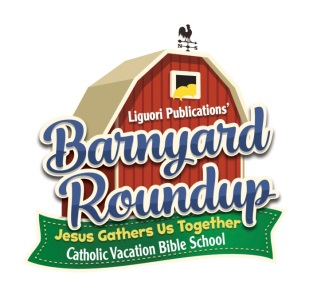 Liguori Publications'
Barnyard
Roundup
Jesus Gathers Us Together
Catholic Vacation Bible School